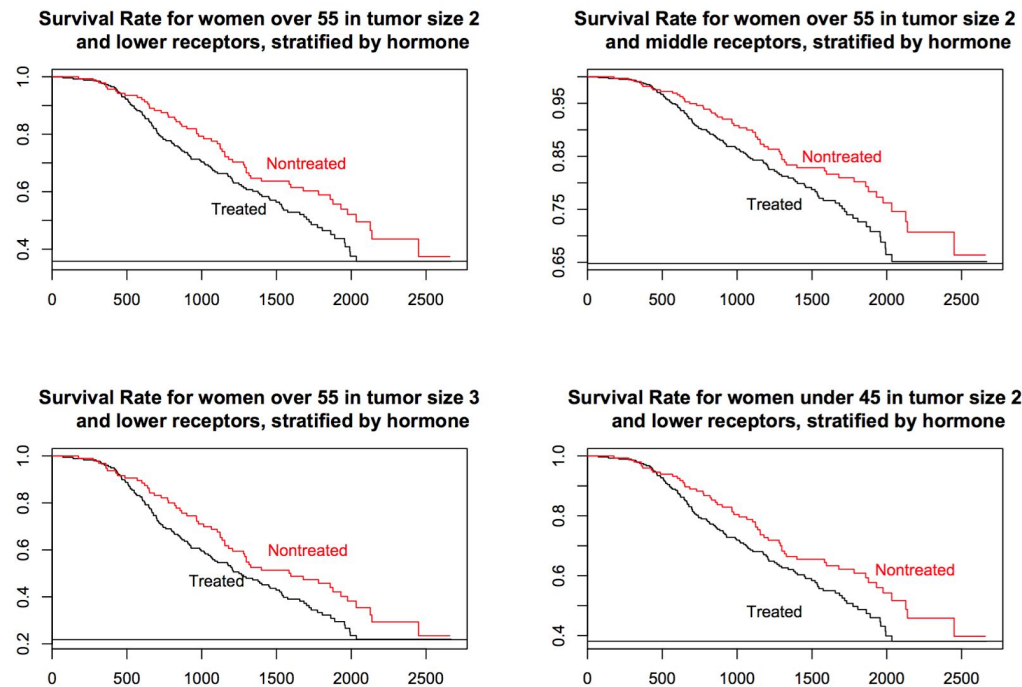 Survival Rate for women over 55 in tumor size 2
and lower receptors, stratified by hormone
1.0
0.8
0.6
0.4
Nontreated
Treated
0 500 1000 1500 2000 2500
Survival Rate for women over 55 in tumor size 2
and middle receptors, stratified by hormone
0.95
0.85
0.75
0.65
Nontreated
Treated
0 500 1000 1500 2000 2500
Survival Rate for women over 55 in tumor size 3
and lower receptors, stratified by hormone
1.0
0.8
0.6
0.4
0.2
Nontreated
Treated
0 500 1000 1500 2000 2500
Survival Rate for women under 45 in tumor size 2
and lower receptors, stratified by hormone
1.0
0.8
0.6
0.4
Nontreated
Treated
0 500 1000 1500 2000 2500